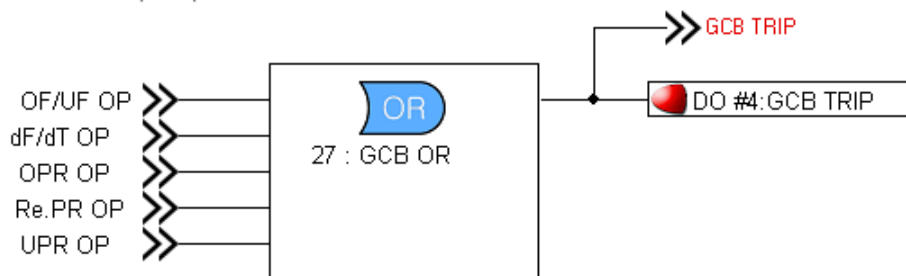 GCB TRIP
OF/UF OP
OR
DO #4:GCB TRIP
dF/dT OP
27 : GCB OR
OPR OP
Re.PR OP
UPR OP